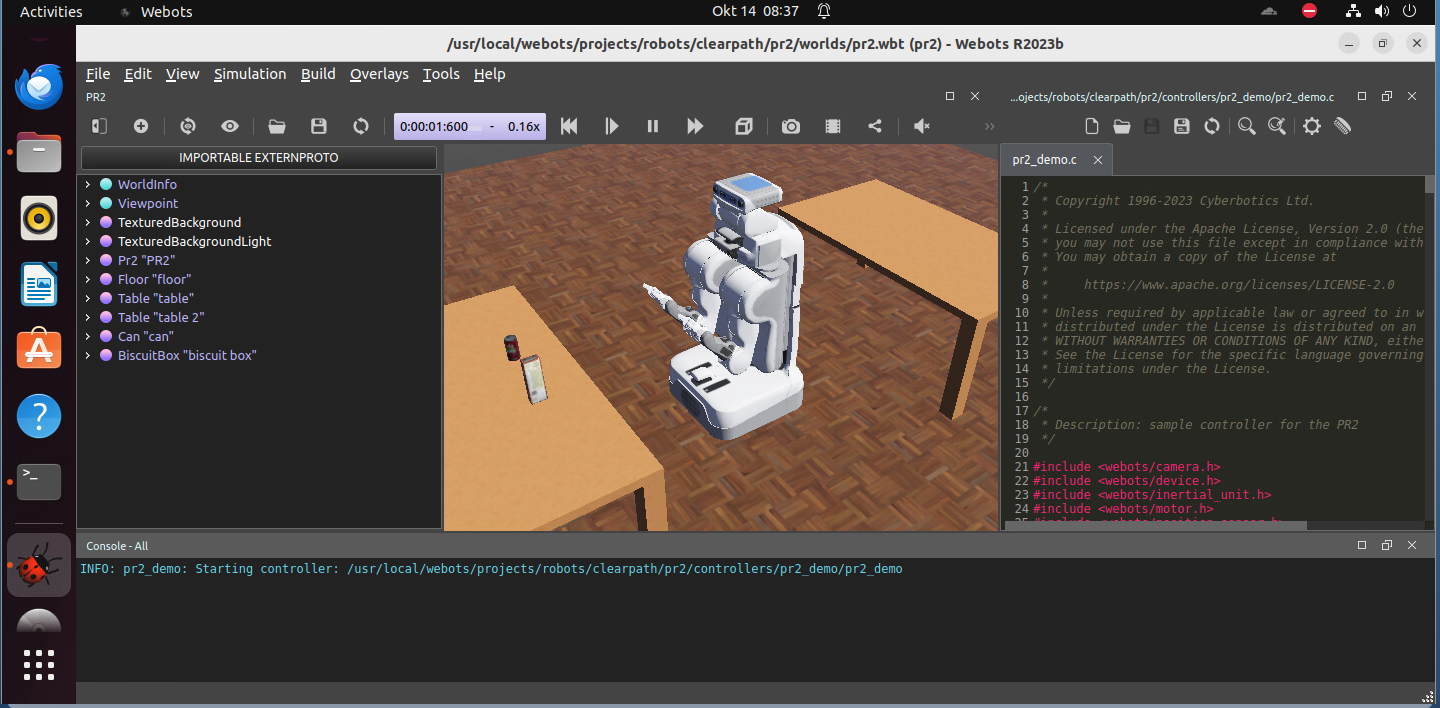 Activities
Webots
Okt 14 08:37
/usr/local/webots/projects/robots/clearpath/pr2/worlds/pr2.wbt (pr2) - Webots R2023b
File Edit View Simulation Build Overlays Tools Help
PR2
0:00:01:600 - 0.16x
IMPORTABLE EXTERNPROTO
WorldInfo
Viewpoint
TexturedBackground
TexturedBackgroundLight
Pr2 "PR2"
Floor "floor"
Table "table"
Table "table 2"
Can "can"
BiscuitBox "biscuit box"
...ojects/robots/clearpath/pr2/controllers/pr2_demo/pr2_demo.c
pr2_demo.c
1 /*
2 * Copyright 1996-2023 Cyberbotics Ltd.
3 *
4 * Licensed under the Apache License, Version 2.0 (the
5 * you may not use this file except in compliance with
6 * You may obtain a copy of the License at
7 *
8 * https://www.apache.org/licenses/LICENSE-2.0
9 *
10 * Unless required by applicable law or agreed to in w
11 * distributed under the License is distributed on an
12 * WITHOUT WARRANTIES OR CONDITIONS OF ANY KIND, eithe
13 * See the License for the specific language governing
14 * limitations under the License.
15 */
16
17 /*
18 * Description: sample controller for the PR2
19 */
20
21 #include <webots/camera.h>
22 #include <webots/device.h>
23 #include <webots/inertial_unit.h>
24 #include <webots/motor.h>
25 #include <webots/position_sensor.h>
Console - All
INFO: pr2_demo: Starting controller: /usr/local/webots/projects/robots/clearpath/pr2/controllers/pr2_demo/pr2_demo